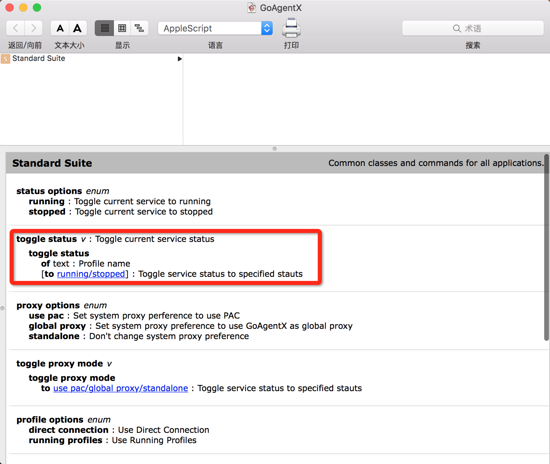 GoAgentX
A A
AppleScript
术语
返回/向前
文本大小
显示
语言
打印
搜索
S Standard Suite
Standard Suite
Common classes and commands for all applications.
status options enum
running : Toggle current service to running
stopped : Toggle current service to stopped
toggle status v : Toggle current service status
toggle status
of text : Profile name
[to running/stopped] : Toggle service status to specified stauts
proxy options enum
use pac : Set system proxy perference to use PAC
global proxy : Set system proxy preference to use GoAgentX as global proxy
standalone : Don't change system proxy preference
toggle proxy mode v
toggle proxy mode
to use pac/global proxy/standalone : Toggle service status to specified stauts
profile options enum
direct connection : Use Direct Connection
running profiles : Use Running Profiles